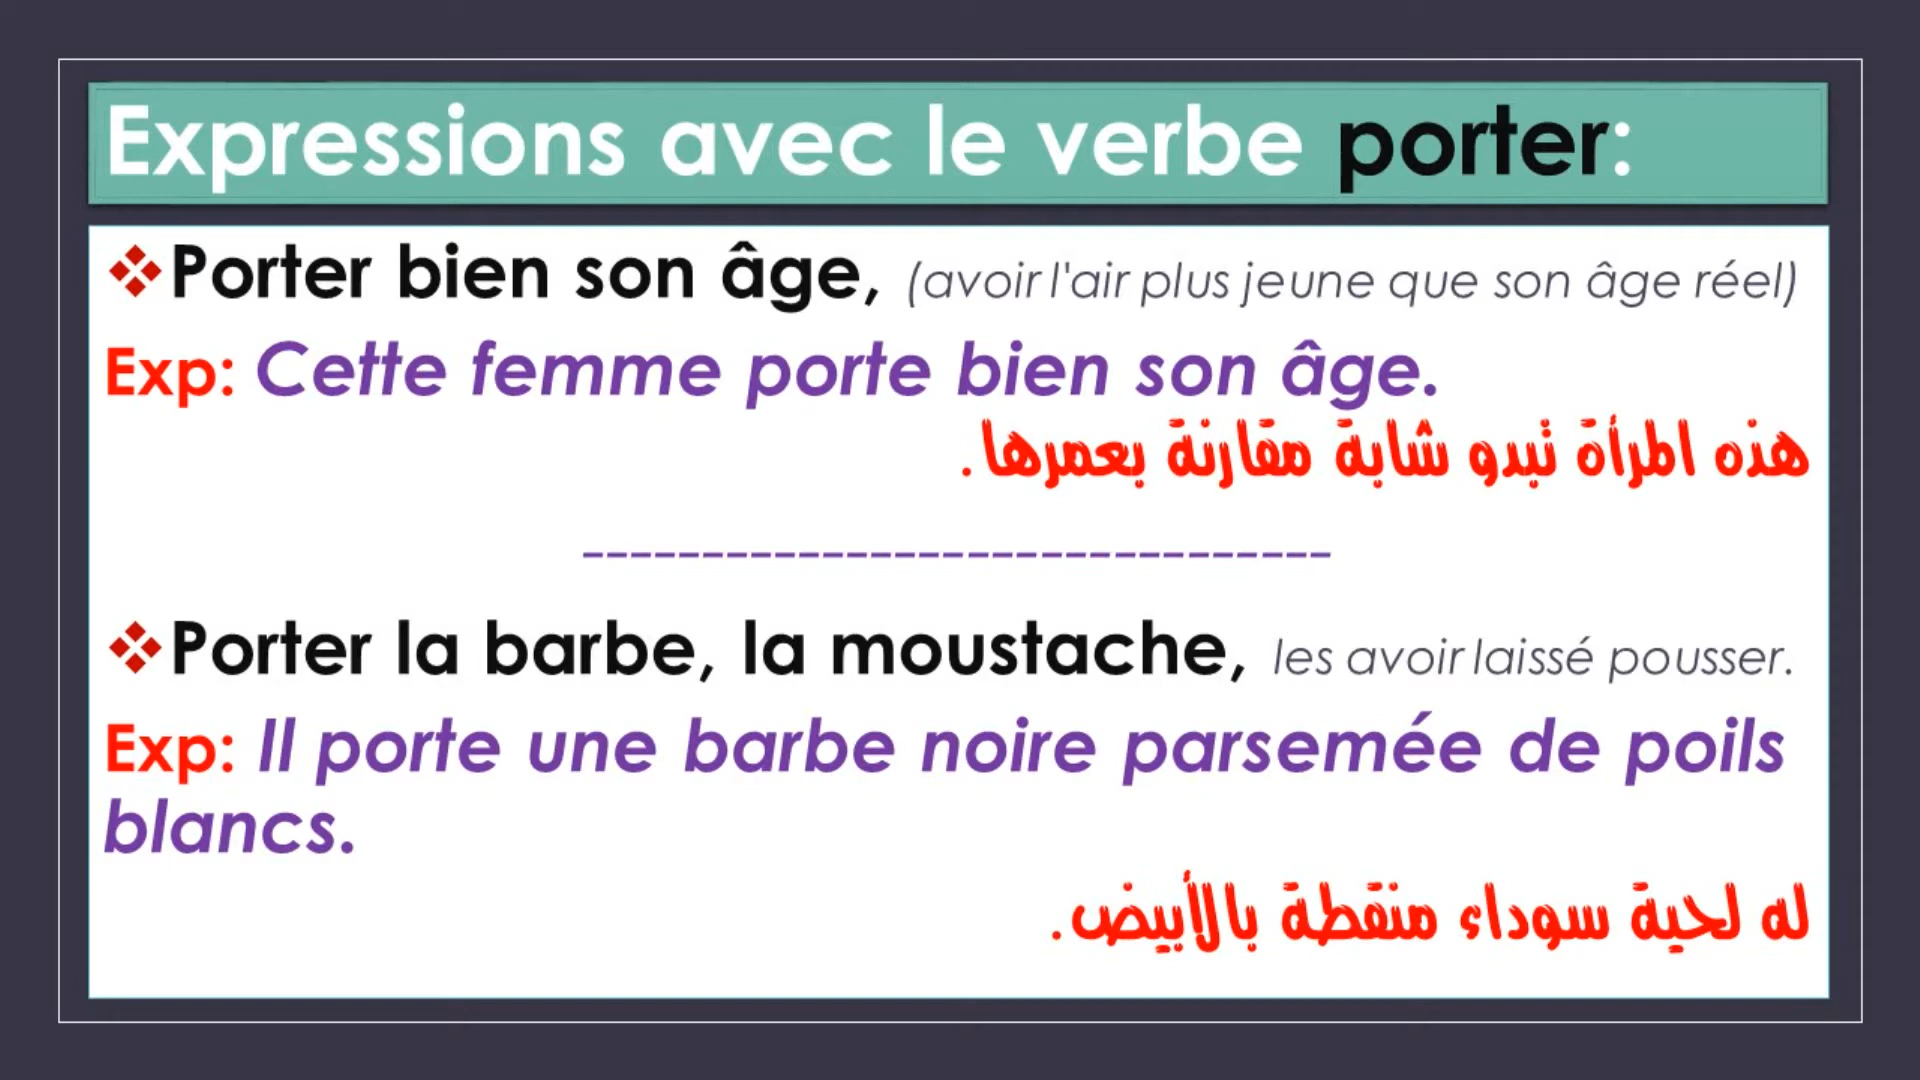 Expressions avec le verbe porter:
❖Porter bien son âge, (avoir l'air plus jeune que son âge réel)
Exp: Cette femme porte bien son âge.
هذه المرأة تبدو شابة مقارنة بعمرها.
-------------------------------
❖Porter la barbe, la moustache, les avoir laissé pousser.
Exp: Il porte une barbe noire parsemée de poils
blancs.
له لحية سوداء منقطة بالأبيض.